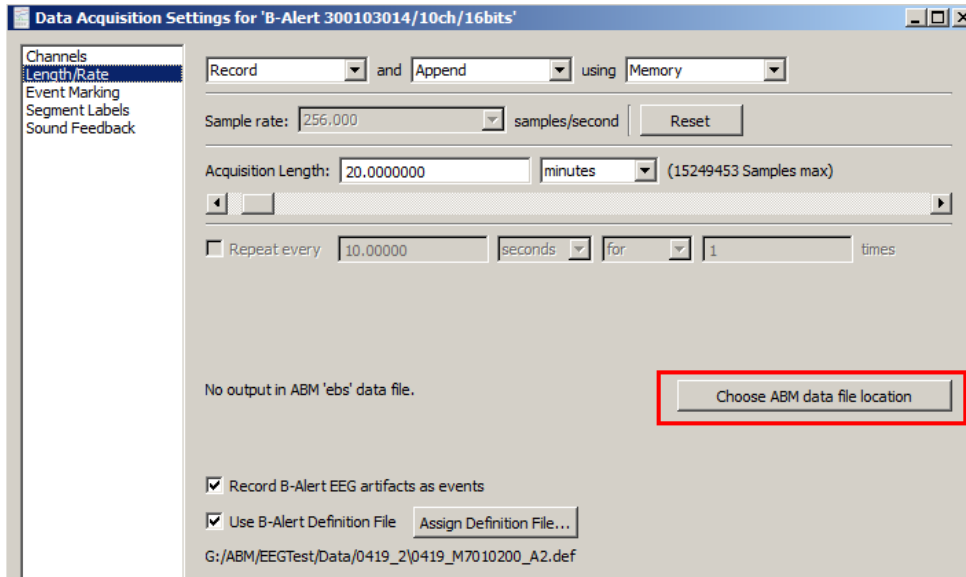 Data Acquisition Settings for 'B-Alert 300103014/10ch/16bits'
Channels
Length/Rate
Event Marking
Segment Labels
Sound Feedback
Record and Append using Memory
Sample rate: 256.000 samples/second Reset
Acquisition Length: 20.0000000 minutes (15249453 Samples max)
Repeat every 10.00000 seconds for 1 times
No output in ABM 'ebs' data file.
Choose ABM data file location
Record B-Alert EEG artifacts as events
Use B-Alert Definition File Assign Definition File...
G:/ABM/EEGTest/Data/0419_2\0419_M7010200_A2.def